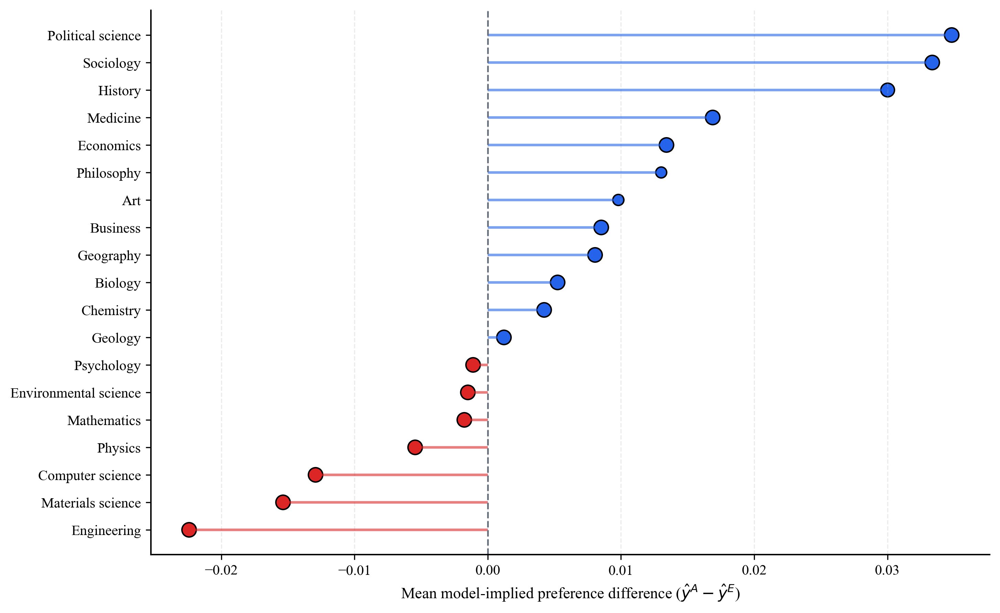 Political science
Sociology
History
Medicine
Economics
Philosophy
Art
Business
Geography
Biology
Chemistry
Geology
Psychology
Environmental science
Mathematics
Physics
Computer science
Materials science
Engineering
−0.02 −0.01 0.00 0.01 0.02 0.03
Mean model-implied preference difference (ŷᴬ − ŷᴱ)